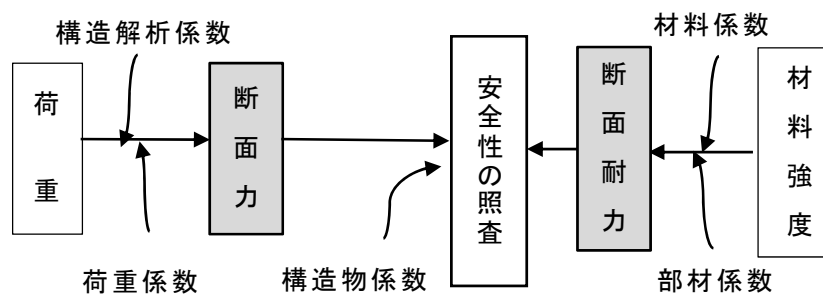 構造解析係数
材料係数
荷重
断面力
安全性の照査
断面耐力
材料強度
荷重係数
構造物係数
部材係数